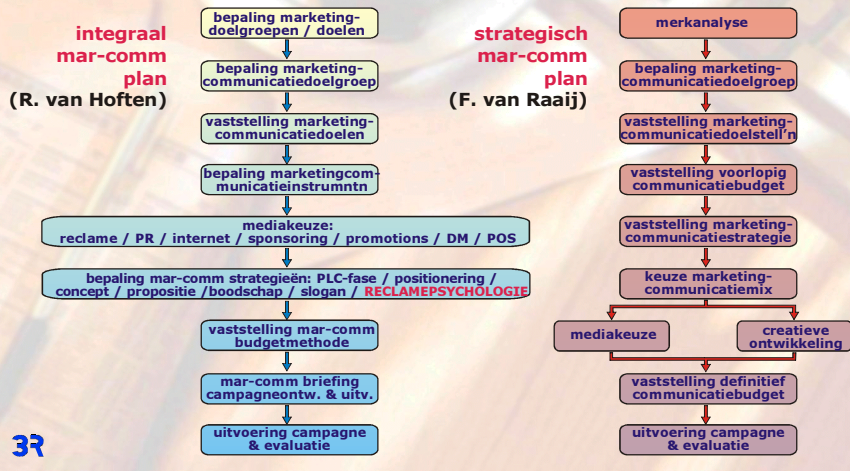 integraal
mar-comm
plan
(R. van Hoften)
bepaling marketing-
doelgroepen / doelen
bepaling marketing-
communicatiedoelgroep
vaststelling marketing-
communicatiedoelen
bepaling marketingcom-
municatieinstrumntn
mediakeuze:
reclame / PR / internet / sponsoring / promotions / DM / POS
bepaling mar-comm strategieën: PLC-fase / positionering /
concept / propositie /boodschap / slogan / RECLAMEPSYCHOLOGIE
vaststelling mar-comm
budgetmethode
mar-comm briefing
campagneontw. & uitv.
uitvoering campagne
& evaluatie
strategisch
mar-comm
plan
(F. van Raaij)
merkanalyse
bepaling marketing-
communicatiedoelgroep
vaststelling marketing-
communicatiedoelstell'n
vaststelling voorlopig
communicatiebudget
vaststelling marketing-
communicatiestrategie
keuze marketing-
communicatiemix
mediakeuze
creatieve
ontwikkeling
vaststelling definitief
communicatiebudget
uitvoering campagne
& evaluatie
3R